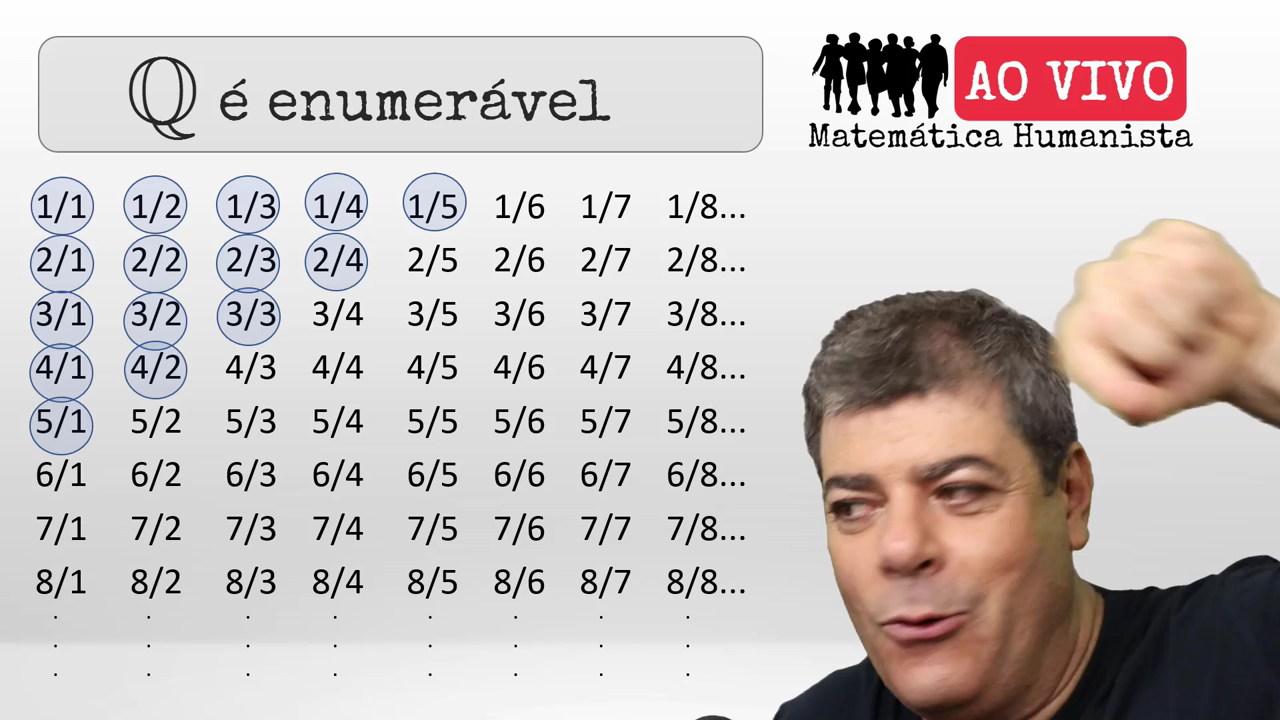 ℚ é enumerável
AO VIVO
Matemática Humanista
1/1 1/2 1/3 1/4 1/5 1/6 1/7 1/8...
2/1 2/2 2/3 2/4 2/5 2/6 2/7 2/8...
3/1 3/2 3/3 3/4 3/5 3/6 3/7 3/8...
4/1 4/2 4/3 4/4 4/5 4/6 4/7 4/8...
5/1 5/2 5/3 5/4 5/5 5/6 5/7 5/8...
6/1 6/2 6/3 6/4 6/5 6/6 6/7 6/8...
7/1 7/2 7/3 7/4 7/5 7/6 7/7 7/8...
8/1 8/2 8/3 8/4 8/5 8/6 8/7 8/8...
. . . . . . . .
. . . . . . . .
. . . . . . . .